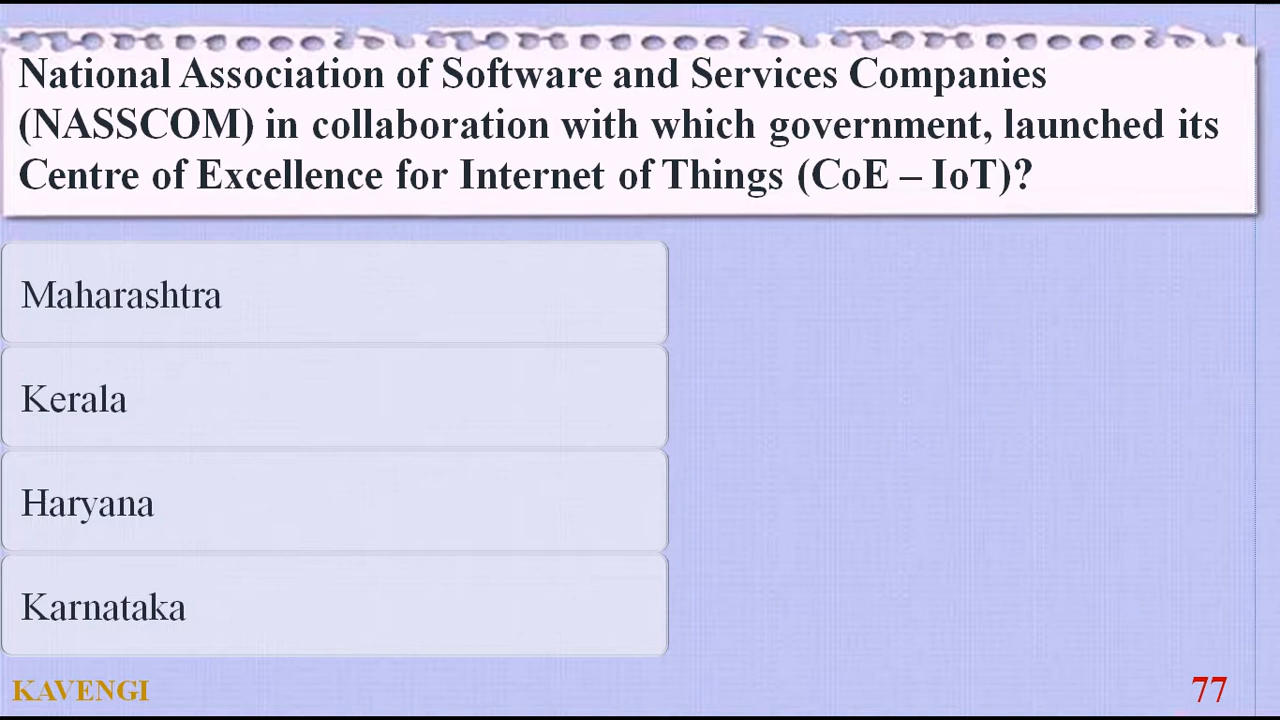 National Association of Software and Services Companies
(NASSCOM) in collaboration with which government, launched its
Centre of Excellence for Internet of Things (CoE – IoT)?
Maharashtra
Kerala
Haryana
Karnataka
KAVENGI
77